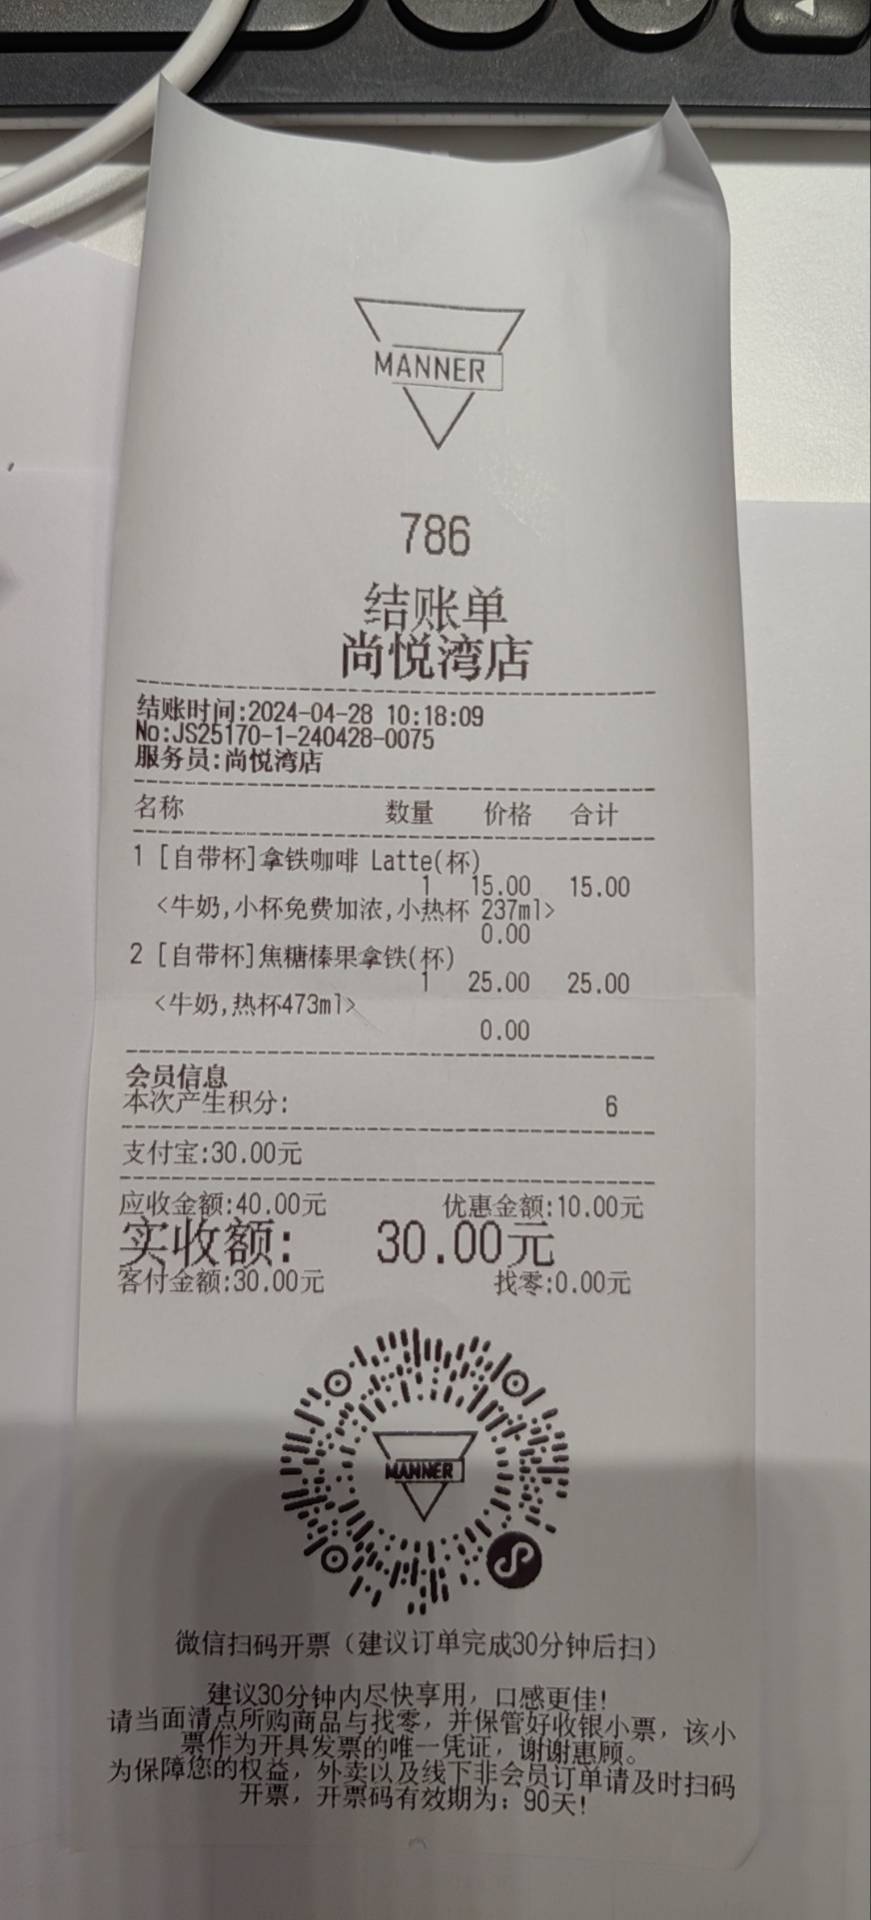 MANNER
786
结账单
尚悦湾店
结账时间:2024-04-28 10:18:09
No:JS25170-1-240428-0075
服务员:尚悦湾店
名称 数量 价格 合计
1 [自带杯]拿铁咖啡 Latte(杯)
1 15.00 15.00
<牛奶,小杯免费加浓,小热杯 237ml>
0.00
2 [自带杯]焦糖榛果拿铁(杯)
1 25.00 25.00
<牛奶,热杯473ml>
0.00
会员信息
本次产生积分: 6
支付宝:30.00元
应收金额:40.00元 优惠金额:10.00元
实收额: 30.00元
客付金额:30.00元 找零:0.00元
MANNER
微信扫码开票（建议订单完成30分钟后扫）
建议30分钟内尽快享用，口感更佳!
请当面清点所购商品与找零，并保管好收银小票，该小
票作为开具发票的唯一凭证，谢谢惠顾。
为保障您的权益，外卖以及线下非会员订单请及时扫码
开票，开票码有效期为：90天!